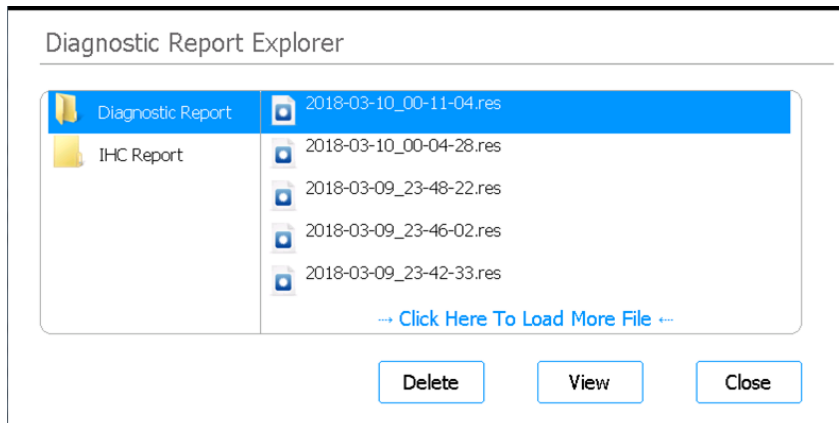 Diagnostic Report Explorer
Diagnostic Report
IHC Report
2018-03-10_00-11-04.res
2018-03-10_00-04-28.res
2018-03-09_23-48-22.res
2018-03-09_23-46-02.res
2018-03-09_23-42-33.res
⤑ Click Here To Load More File ⬸
Delete View Close